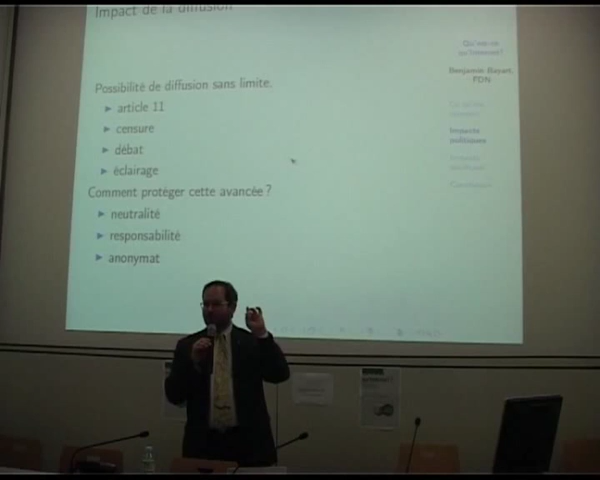 Impact de la diffusion
Possibilité de diffusion sans limite.
article 11
censure
débat
éclairage
Comment protéger cette avancée ?
neutralité
responsabilité
anonymat
Qu'est-ce
qu'Internet?
Benjamin Bayart,
FDN
Impacts
politiques